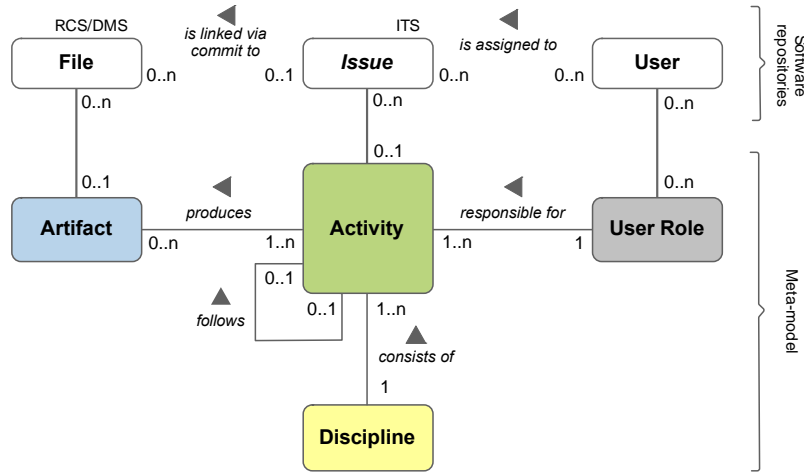 RCS/DMS
is linked via
commit to
ITS
is assigned to
File
0..n
0..1
Issue
0..n
0..n
User
Software
repositories
0..n
0..n
0..n
0..1
0..1
0..n
Artifact
produces
0..n
1..n
Activity
responsible for
1..n
1
User Role
0..1
0..1
1..n
follows
consists of
1
Discipline
Meta-model